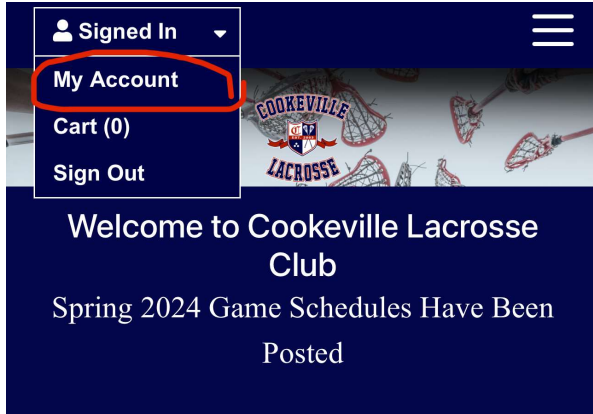 Signed In
My Account
Cart (0)
Sign Out
COOKEVILLE
LACROSSE
Welcome to Cookeville Lacrosse
Club
Spring 2024 Game Schedules Have Been
Posted